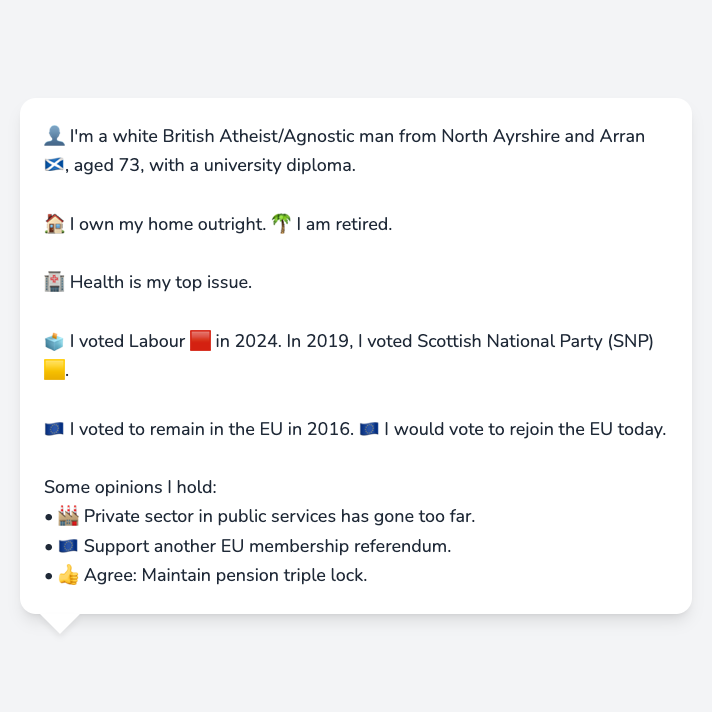 👤 I'm a white British Atheist/Agnostic man from North Ayrshire and Arran
🏴󠁧󠁢󠁳󠁣󠁴󠁿, aged 73, with a university diploma.
🏠 I own my home outright. 🌴 I am retired.
🏥 Health is my top issue.
🗳️ I voted Labour 🟥 in 2024. In 2019, I voted Scottish National Party (SNP)
🟨.
🇪🇺 I voted to remain in the EU in 2016. 🇪🇺 I would vote to rejoin the EU today.
Some opinions I hold:
• 🏭 Private sector in public services has gone too far.
• 🇪🇺 Support another EU membership referendum.
• 👍 Agree: Maintain pension triple lock.